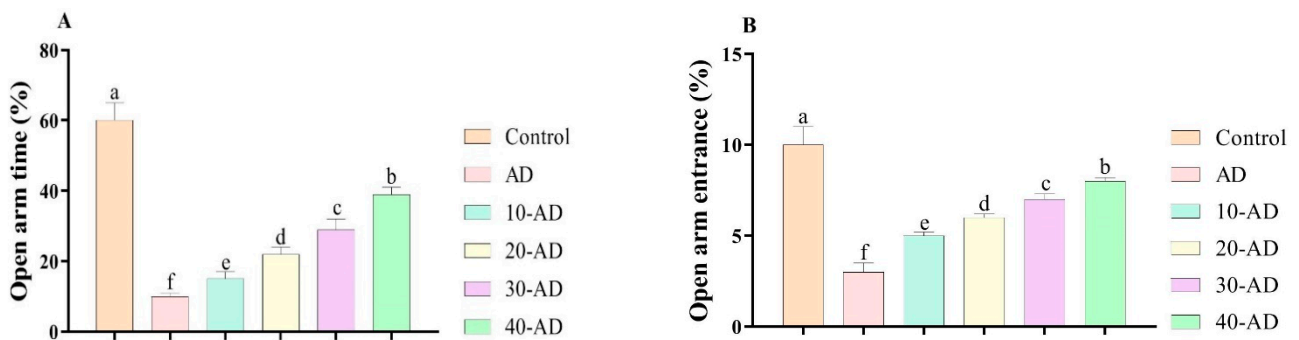 A
Open arm time (%)
80
60
40
20
0
a
f
e
d
c
b
Control
AD
10-AD
20-AD
30-AD
40-AD
B
Open arm entrance (%)
15
10
5
0
a
f
e
d
c
b
Control
AD
10-AD
20-AD
30-AD
40-AD